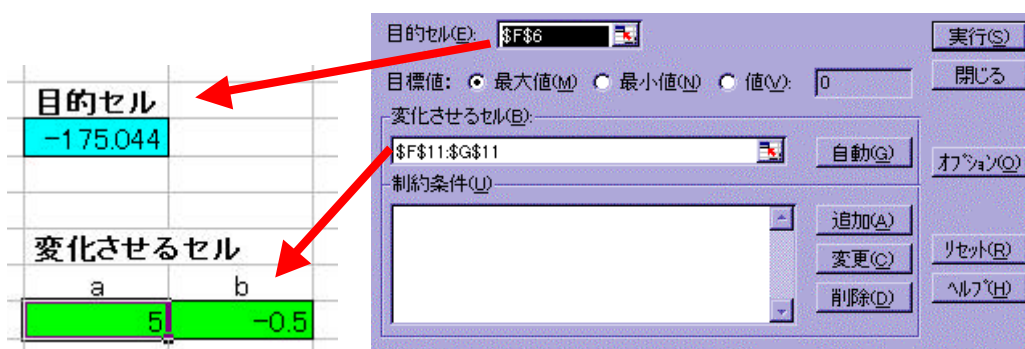 目的セル
-175.044
変化させるセル
a b
5 -0.5
目的セル(E): $F$6 実行(S)
目標値: 最大値(M) 最小値(N) 値(V): 0 閉じる
変化させるセル(B):
$F$11:$G$11 自動(G) オプション(O)
制約条件(U)
追加(A)
変更(C) リセット(R)
削除(D) ヘルプ(H)